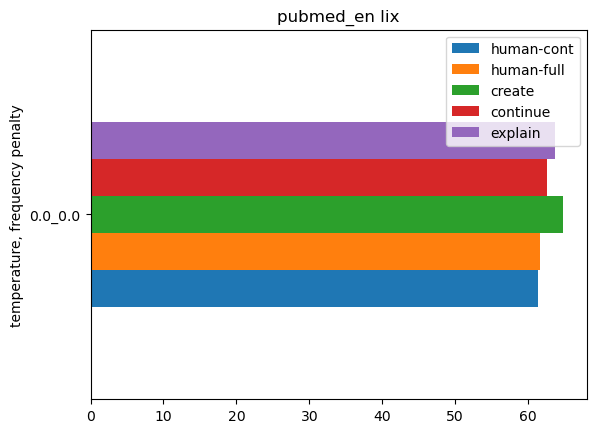 pubmed_en lix
human-cont
human-full
create
continue
explain
temperature, frequency penalty
0.0_0.0
0 10 20 30 40 50 60